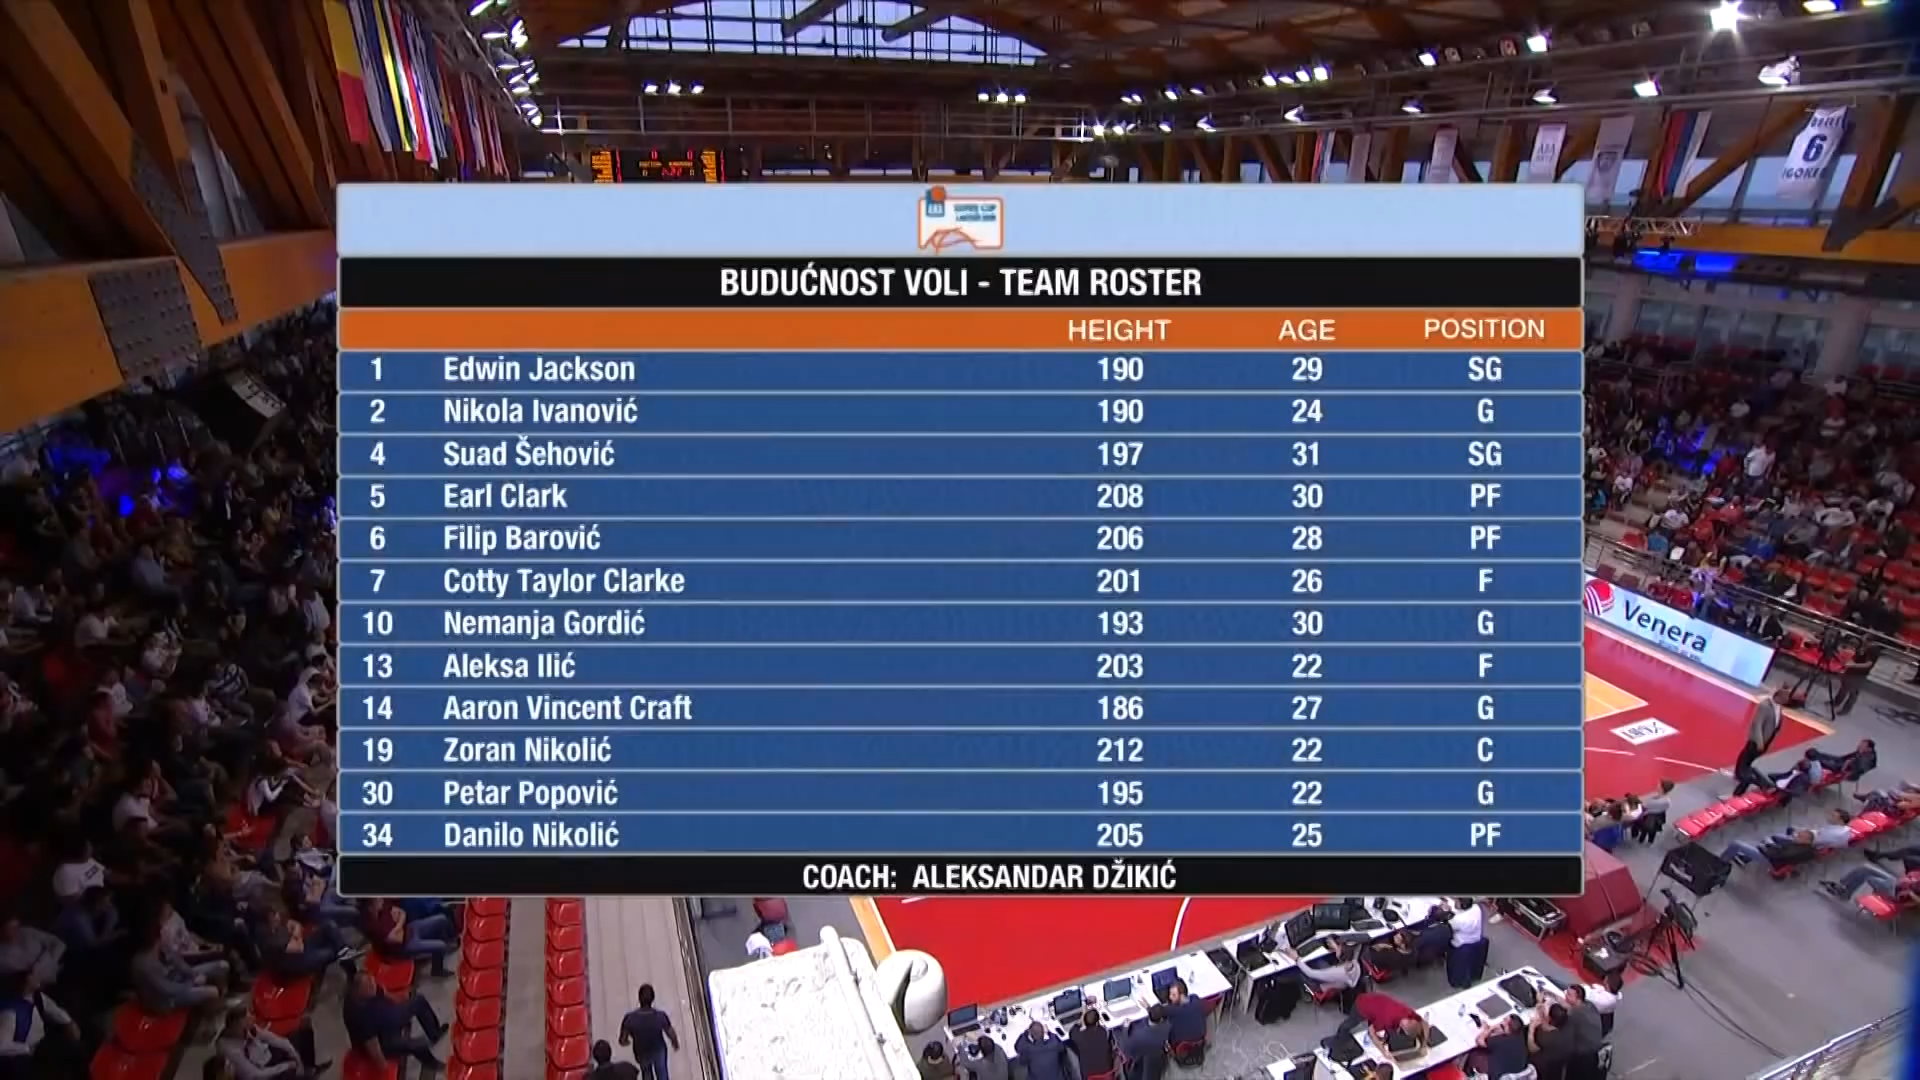 SUPER CUP
BUDUĆNOST VOLI - TEAM ROSTER
HEIGHT AGE POSITION
1 Edwin Jackson 190 29 SG
2 Nikola Ivanović 190 24 G
4 Suad Šehović 197 31 SG
5 Earl Clark 208 30 PF
6 Filip Barović 206 28 PF
7 Cotty Taylor Clarke 201 26 F
10 Nemanja Gordić 193 30 G
13 Aleksa Ilić 203 22 F
14 Aaron Vincent Craft 186 27 G
19 Zoran Nikolić 212 22 C
30 Petar Popović 195 22 G
34 Danilo Nikolić 205 25 PF
COACH: ALEKSANDAR DŽIKIĆ
6
Venera